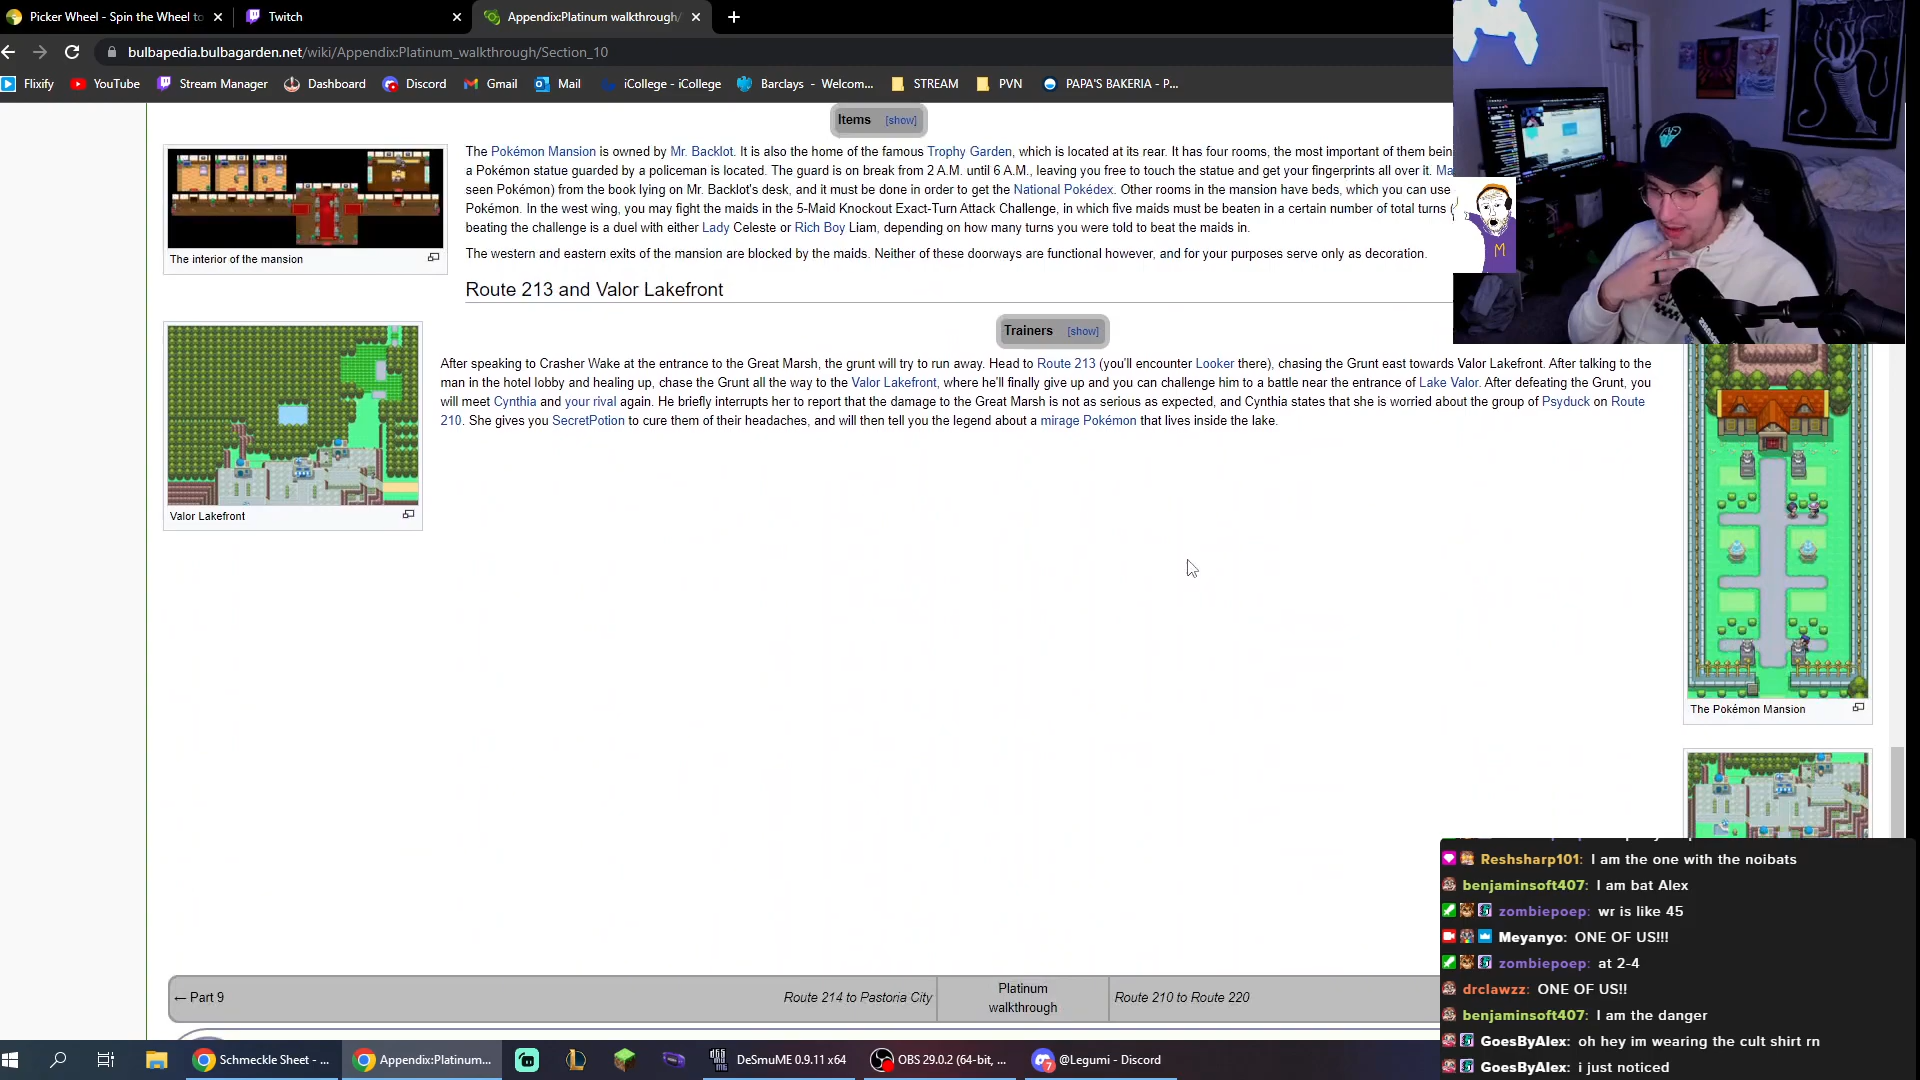 Picker Wheel - Spin the Wheel to
Twitch
Appendix:Platinum walkthrough/
bulbapedia.bulbagarden.net/wiki/Appendix:Platinum_walkthrough/Section_10
Flixify
YouTube
Stream Manager
Dashboard
Discord
Gmail
Mail
iCollege - iCollege
Barclays - Welcom...
STREAM
PVN
PAPA'S BAKERIA - P...
Items [show]
The Pokémon Mansion is owned by Mr. Backlot. It is also the home of the famous Trophy Garden, which is located at its rear. It has four rooms, the most important of them bein
a Pokémon statue guarded by a policeman is located. The guard is on break from 2 A.M. until 6 A.M., leaving you free to touch the statue and get your fingerprints all over it. Ma
seen Pokémon) from the book lying on Mr. Backlot's desk, and it must be done in order to get the National Pokédex. Other rooms in the mansion have beds, which you can use
Pokémon. In the west wing, you may fight the maids in the 5-Maid Knockout Exact-Turn Attack Challenge, in which five maids must be beaten in a certain number of total turns (
beating the challenge is a duel with either Lady Celeste or Rich Boy Liam, depending on how many turns you were told to beat the maids in.
The interior of the mansion
The western and eastern exits of the mansion are blocked by the maids. Neither of these doorways are functional however, and for your purposes serve only as decoration.
Route 213 and Valor Lakefront
Trainers [show]
After speaking to Crasher Wake at the entrance to the Great Marsh, the grunt will try to run away. Head to Route 213 (you'll encounter Looker there), chasing the Grunt east towards Valor Lakefront. After talking to the
man in the hotel lobby and healing up, chase the Grunt all the way to the Valor Lakefront, where he'll finally give up and you can challenge him to a battle near the entrance of Lake Valor. After defeating the Grunt, you
will meet Cynthia and your rival again. He briefly interrupts her to report that the damage to the Great Marsh is not as serious as expected, and Cynthia states that she is worried about the group of Psyduck on Route
210. She gives you SecretPotion to cure them of their headaches, and will then tell you the legend about a mirage Pokémon that lives inside the lake.
Valor Lakefront
The Pokémon Mansion
M
Reshsharp101: I am the one with the noibats
benjaminsoft407: I am bat Alex
zombiepoep: wr is like 45
Meyanyo: ONE OF US!!!
zombiepoep: at 2-4
drclawzz: ONE OF US!!
benjaminsoft407: I am the danger
GoesByAlex: oh hey im wearing the cult shirt rn
GoesByAlex: i just noticed
← Part 9
Route 214 to Pastoria City
Platinum
walkthrough
Route 210 to Route 220
Schmeckle Sheet - ...
Appendix:Platinum...
DeSmuME 0.9.11 x64
OBS 29.0.2 (64-bit, ...
@Legumi - Discord